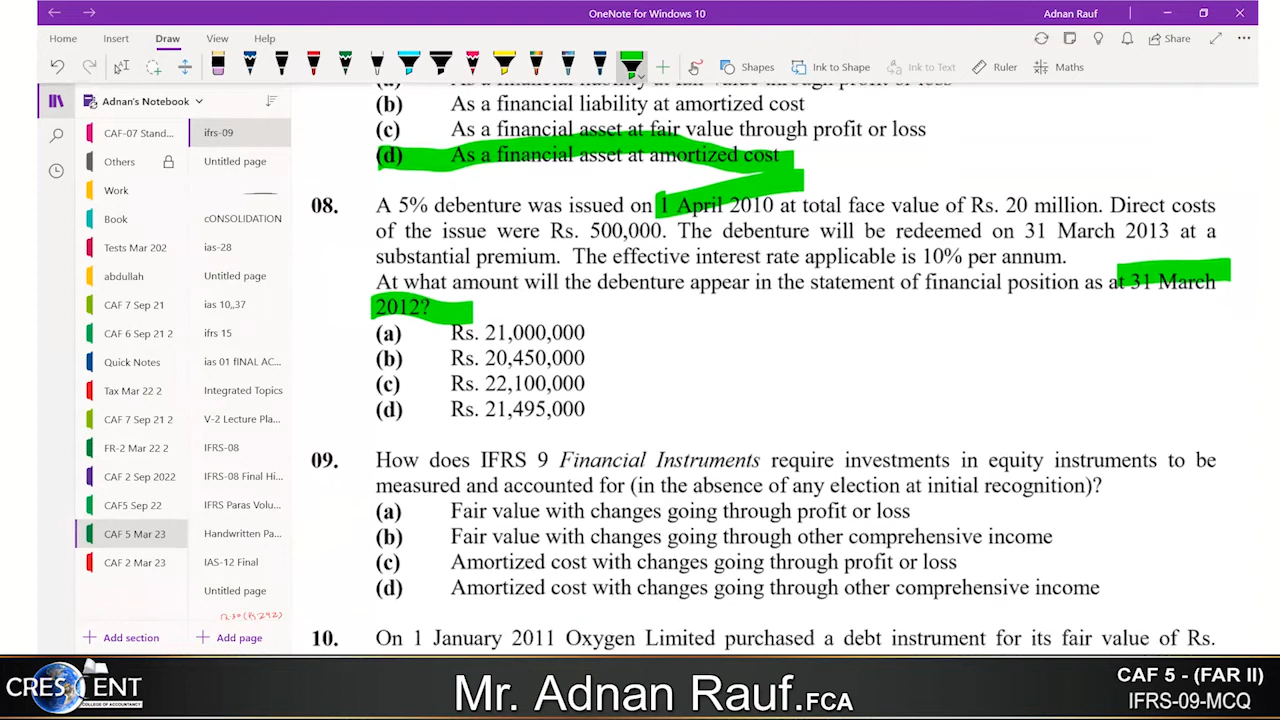 OneNote for Windows 10
Adnan Rauf
Home Insert Draw View Help
Share
Shapes Ink to Shape Ink to Text Ruler Maths
Adnan's Notebook
CAF-07 Stand...
Others
Work
Book
Tests Mar 202
abdullah
CAF 7 Sep 21
CAF 6 Sep 21 2
Quick Notes
Tax Mar 22 2
CAF 7 Sep 21 2
FR-2 Mar 22 2
CAF 2 Sep 2022
CAF5 Sep 22
CAF 5 Mar 23
CAF 2 Mar 23
Add section
ifrs-09
Untitled page
cONSOLIDATION
ias-28
Untitled page
ias 10,,37
ifrs 15
ias 01 fINAL AC...
Integrated Topics
V-2 Lecture Pla...
IFRS-08
IFRS-08 Final Hi...
IFRS Paras Volu...
Handwritten Pa...
IAS-12 Final
Untitled page
Add page
(b) As a financial liability at amortized cost
(c) As a financial asset at fair value through profit or loss
(d) As a financial asset at amortized cost
08. A 5% debenture was issued on 1 April 2010 at total face value of Rs. 20 million. Direct costs
of the issue were Rs. 500,000. The debenture will be redeemed on 31 March 2013 at a
substantial premium. The effective interest rate applicable is 10% per annum.
At what amount will the debenture appear in the statement of financial position as at 31 March
2012?
(a) Rs. 21,000,000
(b) Rs. 20,450,000
(c) Rs. 22,100,000
(d) Rs. 21,495,000
09. How does IFRS 9 Financial Instruments require investments in equity instruments to be
measured and accounted for (in the absence of any election at initial recognition)?
(a) Fair value with changes going through profit or loss
(b) Fair value with changes going through other comprehensive income
(c) Amortized cost with changes going through profit or loss
(d) Amortized cost with changes going through other comprehensive income
10. On 1 January 2011 Oxygen Limited purchased a debt instrument for its fair value of Rs.
CRESCENT
COLLEGE OF ACCOUNTANCY
Mr. Adnan Rauf.FCA
CAF 5 - (FAR II)
IFRS-09-MCQ